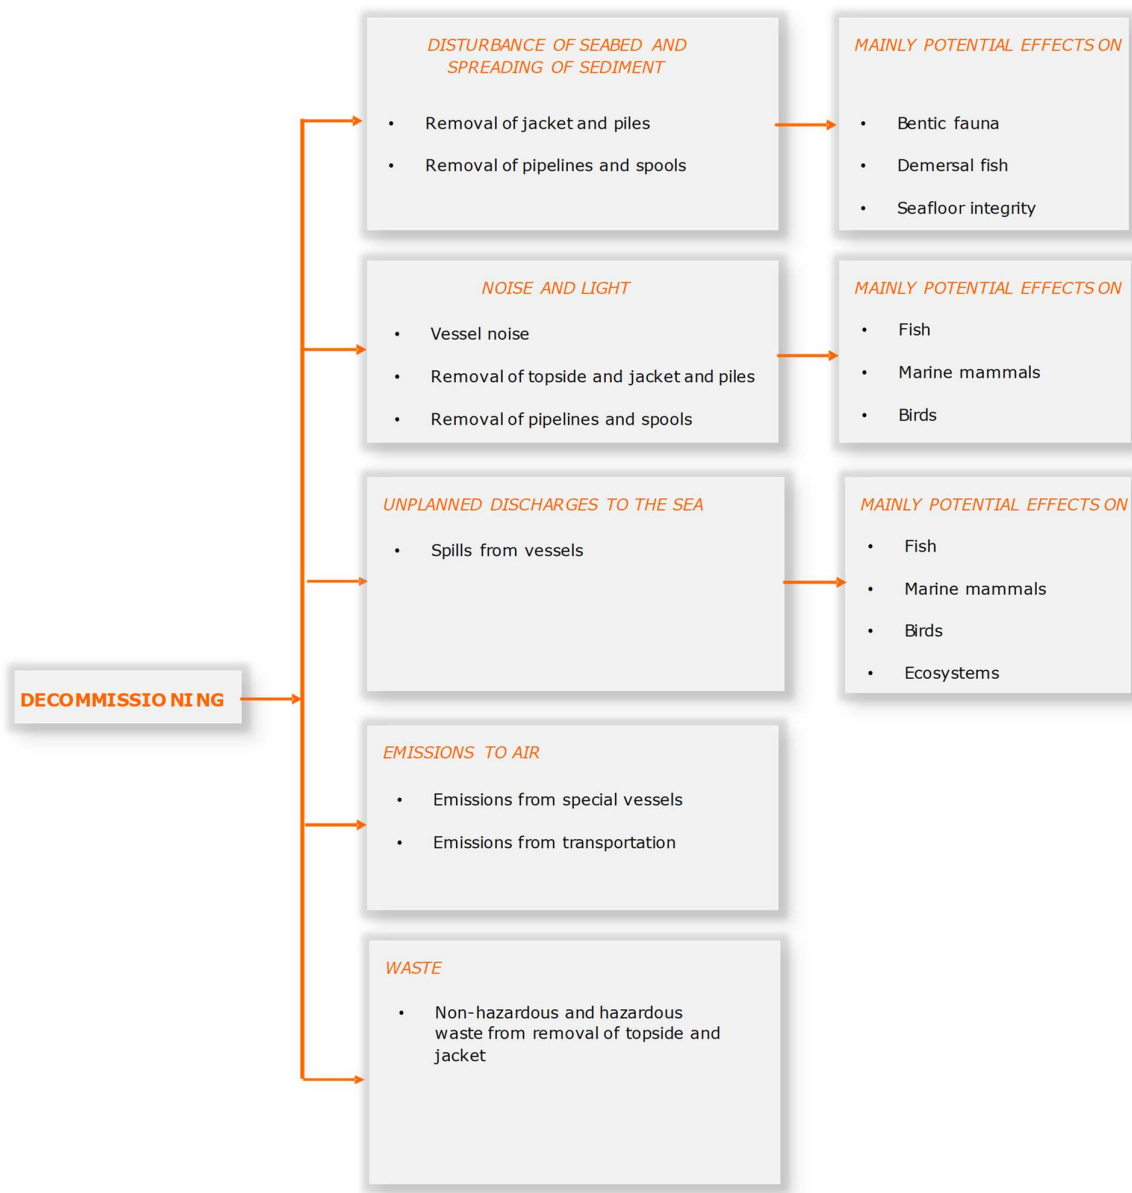 DISTURBANCE OF SEABED AND
SPREADING OF SEDIMENT
• Removal of jacket and piles
• Removal of pipelines and spools
MAINLY POTENTIAL EFFECTS ON
• Bentic fauna
• Demersal fish
• Seafloor integrity
NOISE AND LIGHT
• Vessel noise
• Removal of topside and jacket and piles
• Removal of pipelines and spools
MAINLY POTENTIAL EFFECTS ON
• Fish
• Marine mammals
• Birds
UNPLANNED DISCHARGES TO THE SEA
• Spills from vessels
MAINLY POTENTIAL EFFECTS ON
• Fish
• Marine mammals
• Birds
• Ecosystems
DECOMMISSIONING
EMISSIONS TO AIR
• Emissions from special vessels
• Emissions from transportation
WASTE
• Non-hazardous and hazardous
waste from removal of topside and
jacket